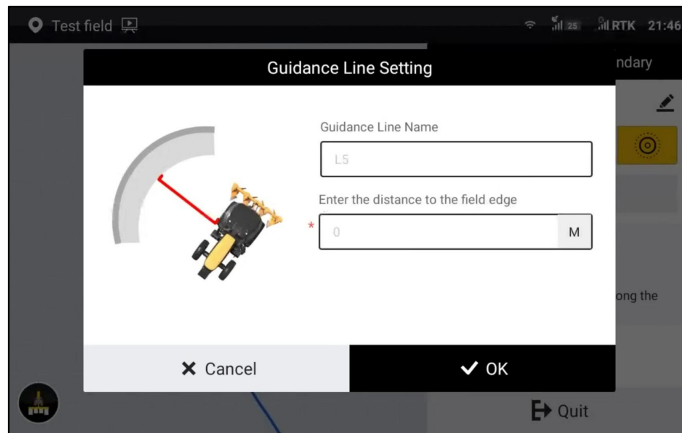 Test field
25
RTK 21:46
Guidance Line Setting
ndary
Guidance Line Name
L5
Enter the distance to the field edge
* 0 M
ong the
Cancel
OK
Quit